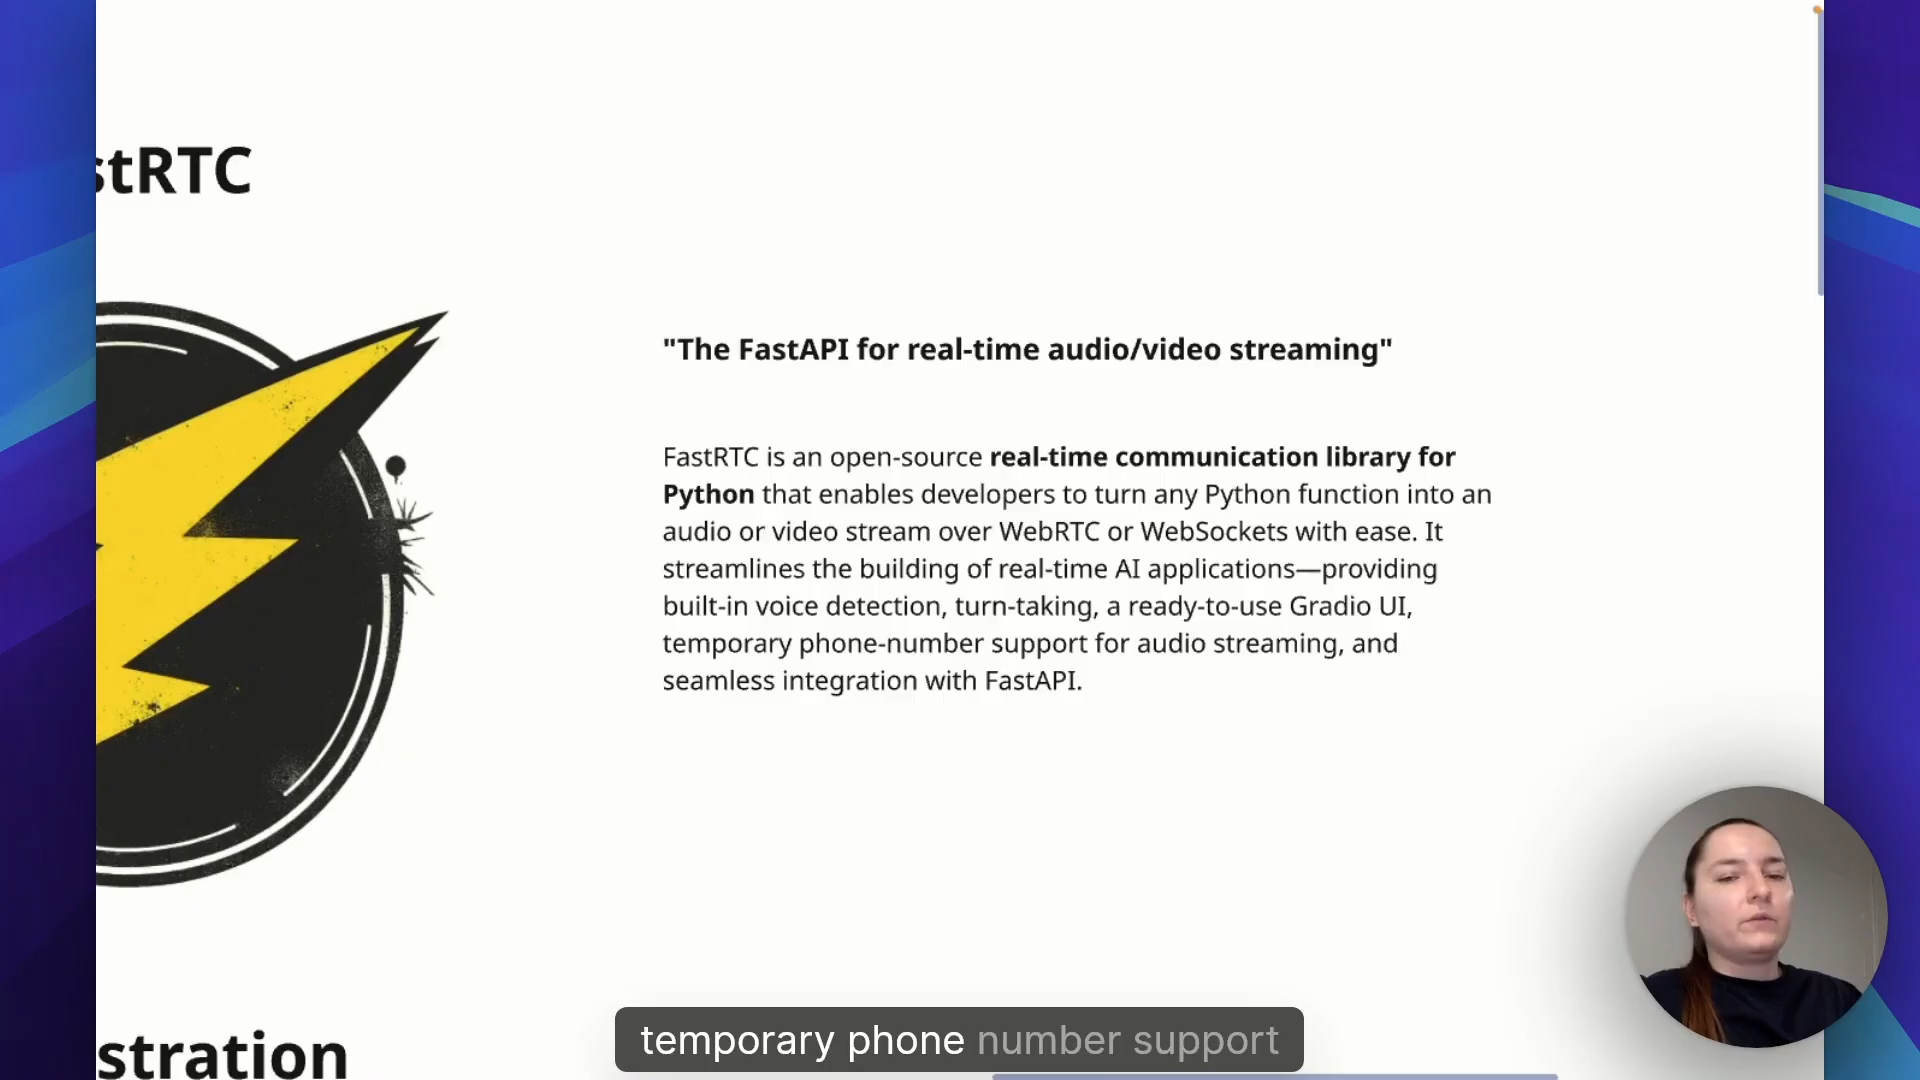 stRTC
"The FastAPI for real-time audio/video streaming"
FastRTC is an open-source real-time communication library for
Python that enables developers to turn any Python function into an
audio or video stream over WebRTC or WebSockets with ease. It
streamlines the building of real-time AI applications—providing
built-in voice detection, turn-taking, a ready-to-use Gradio UI,
temporary phone-number support for audio streaming, and
seamless integration with FastAPI.
stration
temporary phone number support